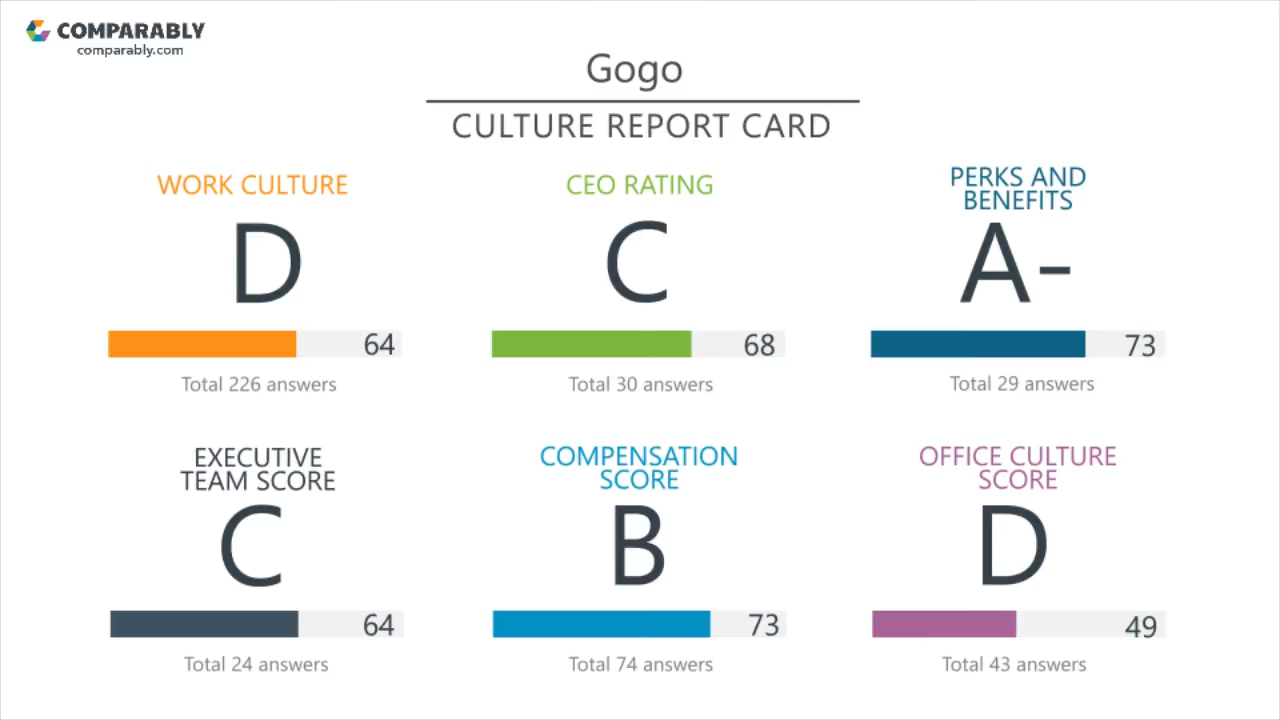 COMPARABLY
comparably.com
Gogo
CULTURE REPORT CARD
WORK CULTURE
D
64
Total 226 answers
CEO RATING
C
68
Total 30 answers
PERKS AND
BENEFITS
A-
73
Total 29 answers
EXECUTIVE
TEAM SCORE
C
64
Total 24 answers
COMPENSATION
SCORE
B
73
Total 74 answers
OFFICE CULTURE
SCORE
D
49
Total 43 answers